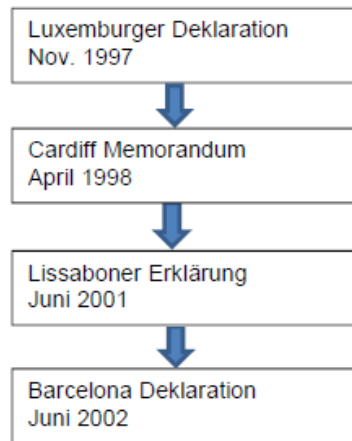 Luxemburger Deklaration
Nov. 1997
Cardiff Memorandum
April 1998
Lissaboner Erklärung
Juni 2001
Barcelona Deklaration
Juni 2002